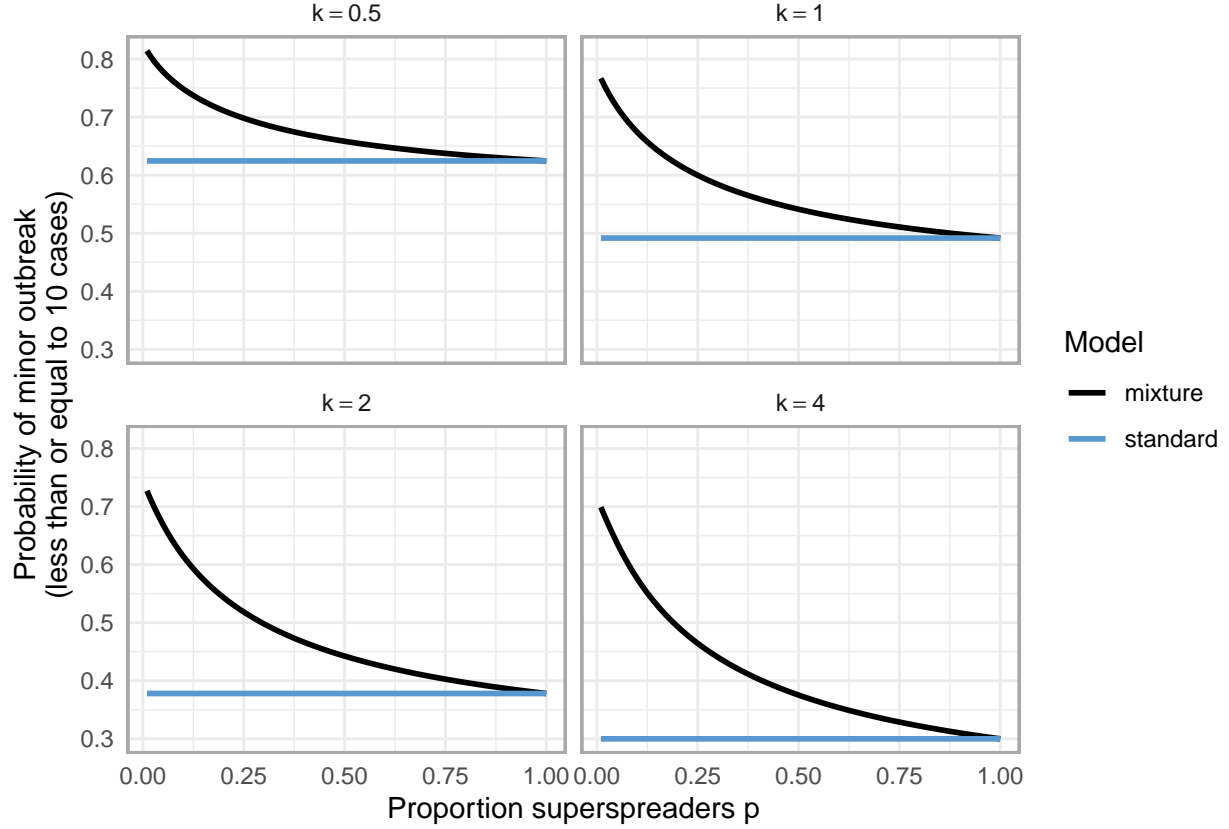 k = 0.5
k = 1
0.8
0.7
0.6
0.5
0.4
0.3
k = 2
k = 4
0.8
0.7
0.6
0.5
0.4
0.3
0.00 0.25 0.50 0.75 1.00 0.00 0.25 0.50 0.75 1.00
Proportion superspreaders p
Probability of minor outbreak
(less than or equal to 10 cases)
Model
mixture
standard